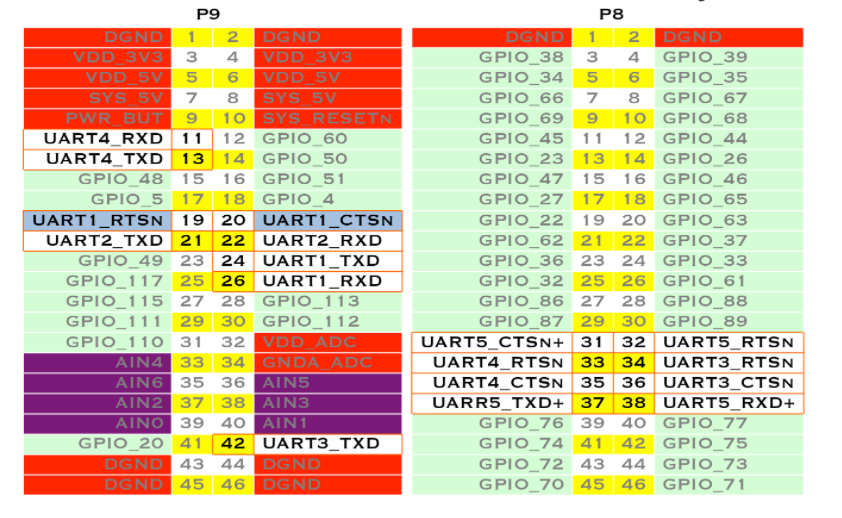 P9 P8
DGND 1 2 DGND DGND 1 2 DGND
VDD_3V3 3 4 VDD_3V3 GPIO_38 3 4 GPIO_39
VDD_5V 5 6 VDD_5V GPIO_34 5 6 GPIO_35
SYS_5V 7 8 SYS_5V GPIO_66 7 8 GPIO_67
PWR_BUT 9 10 SYS_RESETN GPIO_69 9 10 GPIO_68
UART4_RXD 11 12 GPIO_60 GPIO_45 11 12 GPIO_44
UART4_TXD 13 14 GPIO_50 GPIO_23 13 14 GPIO_26
GPIO_48 15 16 GPIO_51 GPIO_47 15 16 GPIO_46
GPIO_5 17 18 GPIO_4 GPIO_27 17 18 GPIO_65
UART1_RTSN 19 20 UART1_CTSN GPIO_22 19 20 GPIO_63
UART2_TXD 21 22 UART2_RXD GPIO_62 21 22 GPIO_37
GPIO_49 23 24 UART1_TXD GPIO_36 23 24 GPIO_33
GPIO_117 25 26 UART1_RXD GPIO_32 25 26 GPIO_61
GPIO_115 27 28 GPIO_113 GPIO_86 27 28 GPIO_88
GPIO_111 29 30 GPIO_112 GPIO_87 29 30 GPIO_89
GPIO_110 31 32 VDD_ADC UART5_CTSN+ 31 32 UART5_RTSN
AIN4 33 34 GNDA_ADC UART4_RTSN 33 34 UART3_RTSN
AIN6 35 36 AIN5 UART4_CTSN 35 36 UART3_CTSN
AIN2 37 38 AIN3 UARR5_TXD+ 37 38 UART5_RXD+
AIN0 39 40 AIN1 GPIO_76 39 40 GPIO_77
GPIO_20 41 42 UART3_TXD GPIO_74 41 42 GPIO_75
DGND 43 44 DGND GPIO_72 43 44 GPIO_73
DGND 45 46 DGND GPIO_70 45 46 GPIO_71